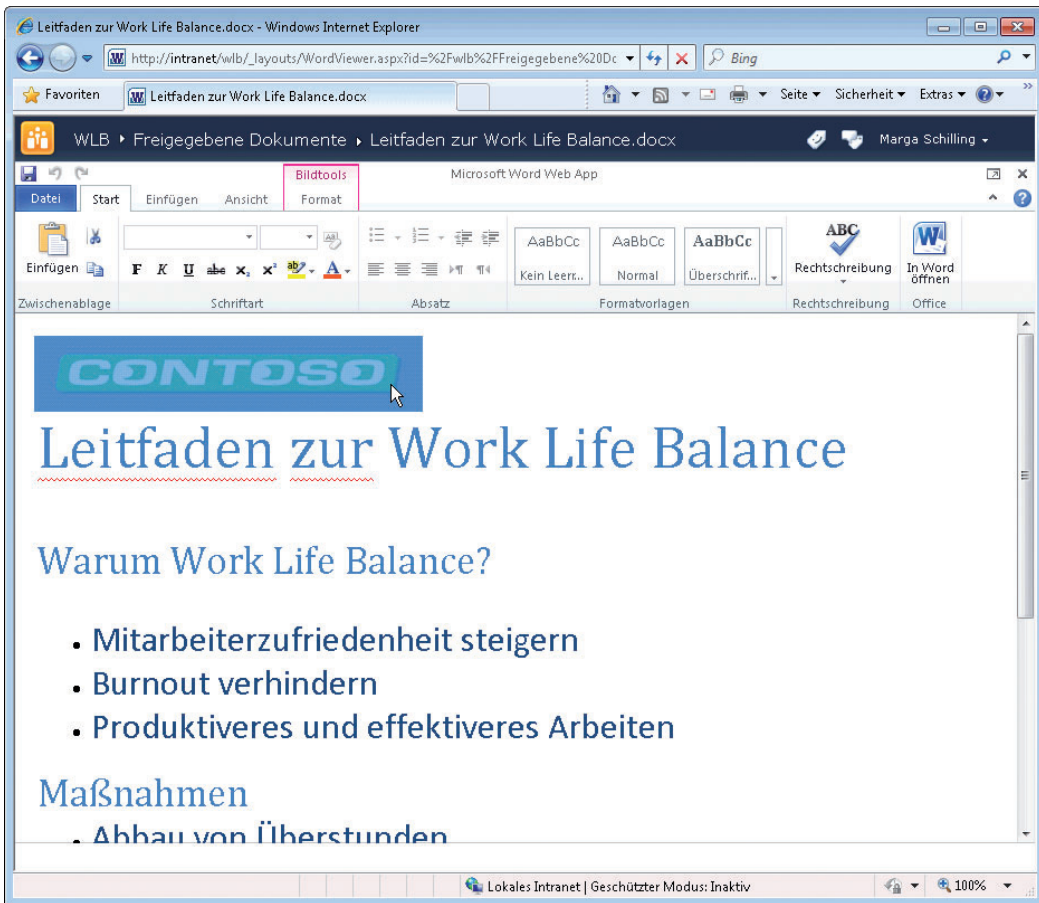 Leitfaden zur Work Life Balance.docx - Windows Internet Explorer
http://intranet/wlb/_layouts/WordViewer.aspx?id=%2Fwlb%2FFreigegebene%20Dc
Bing
Favoriten
Leitfaden zur Work Life Balance.docx
Seite
Sicherheit
Extras
WLB
Freigegebene Dokumente
Leitfaden zur Work Life Balance.docx
Marga Schilling
Bildtools
Microsoft Word Web App
Datei
Start
Einfügen
Ansicht
Format
Einfügen
F K U abc x₂ x² ab A
AaBbCc
Kein Leerr...
AaBbCc
Normal
AaBbCc
Überschrif...
ABC
Rechtschreibung
W
In Word
öffnen
Zwischenablage
Schriftart
Absatz
Formatvorlagen
Rechtschreibung
Office
CONTOSO
Leitfaden zur Work Life Balance
Warum Work Life Balance?
• Mitarbeiterzufriedenheit steigern
• Burnout verhindern
• Produktiveres und effektiveres Arbeiten
Maßnahmen
• Abbau von Überstunden
Lokales Intranet | Geschützter Modus: Inaktiv
100%